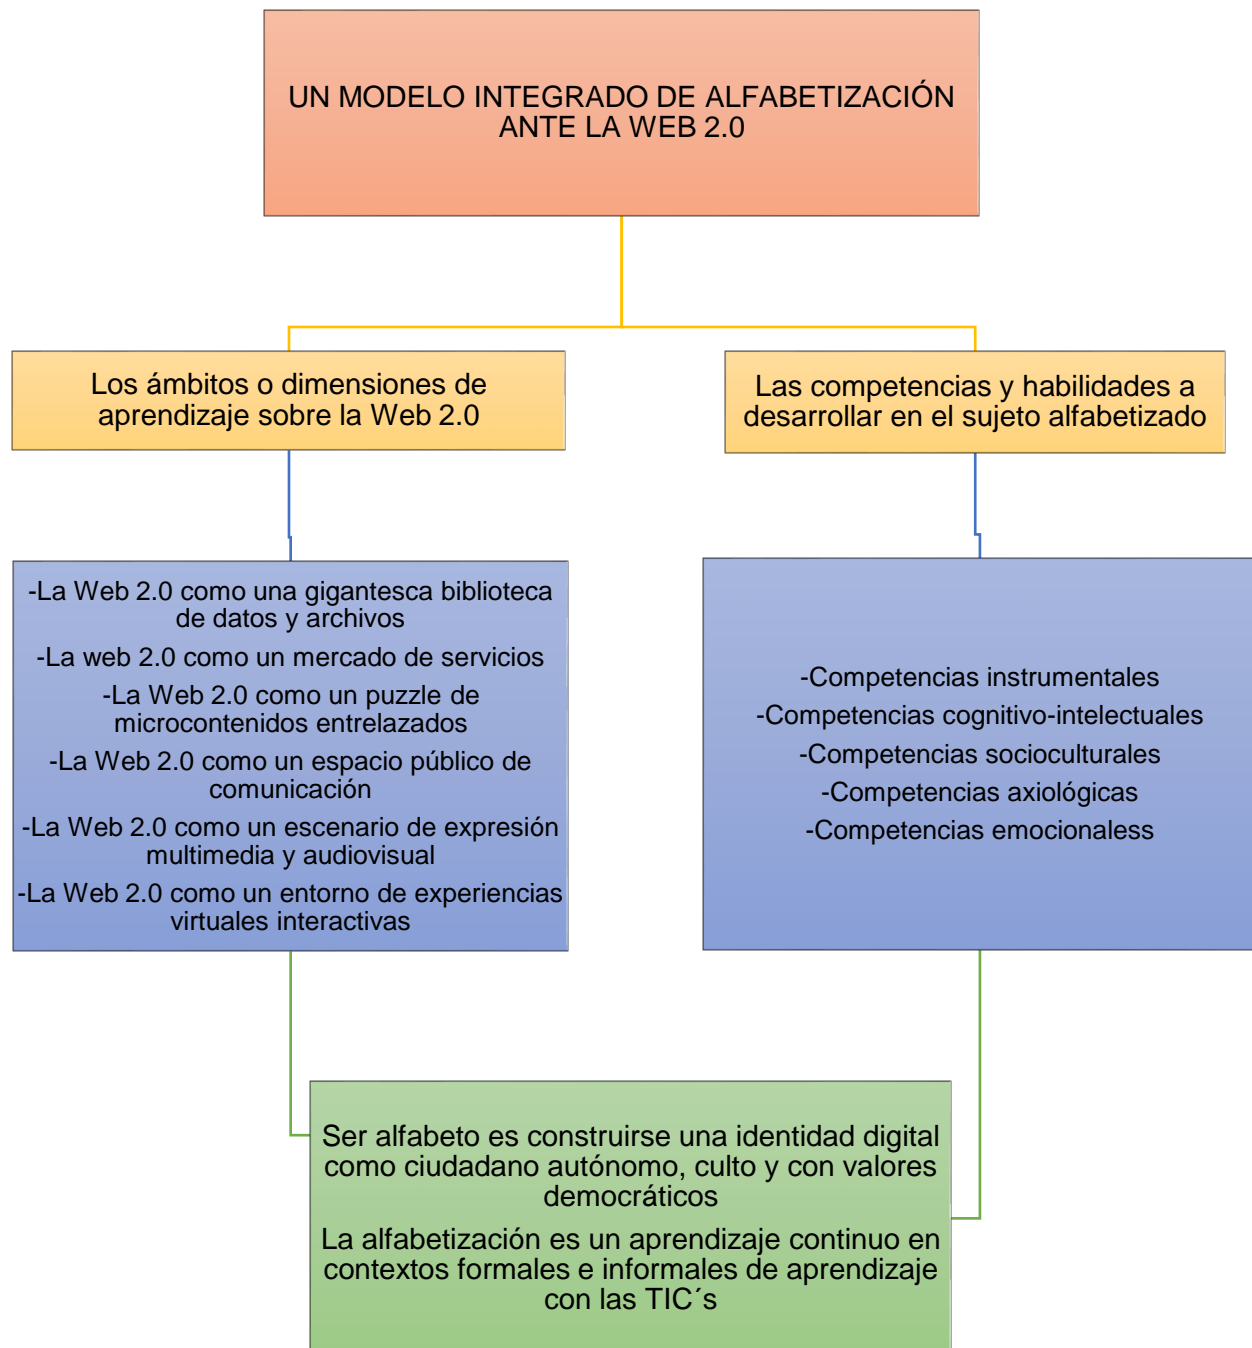 UN MODELO INTEGRADO DE ALFABETIZACIÓN
ANTE LA WEB 2.0
Los ámbitos o dimensiones de
aprendizaje sobre la Web 2.0
Las competencias y habilidades a
desarrollar en el sujeto alfabetizado
-La Web 2.0 como una gigantesca biblioteca
de datos y archivos
-La web 2.0 como un mercado de servicios
-La Web 2.0 como un puzzle de
microcontenidos entrelazados
-La Web 2.0 como un espacio público de
comunicación
-La Web 2.0 como un escenario de expresión
multimedia y audiovisual
-La Web 2.0 como un entorno de experiencias
virtuales interactivas
-Competencias instrumentales
-Competencias cognitivo-intelectuales
-Competencias socioculturales
-Competencias axiológicas
-Competencias emocionaless
Ser alfabeto es construirse una identidad digital
como ciudadano autónomo, culto y con valores
democráticos
La alfabetización es un aprendizaje continuo en
contextos formales e informales de aprendizaje
con las TIC´s